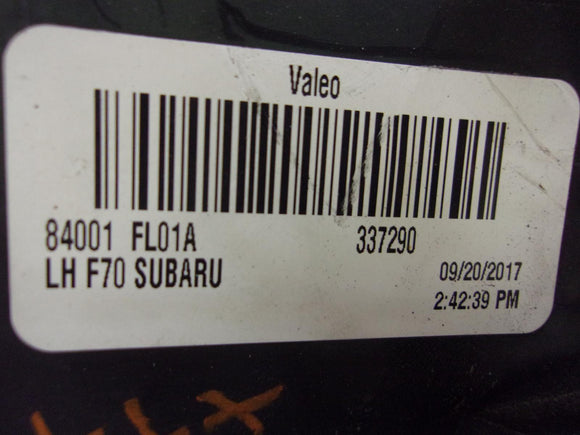 Valeo
84001 FL01A 337290
LH F70 SUBARU 09/20/2017
2:42:39 PM